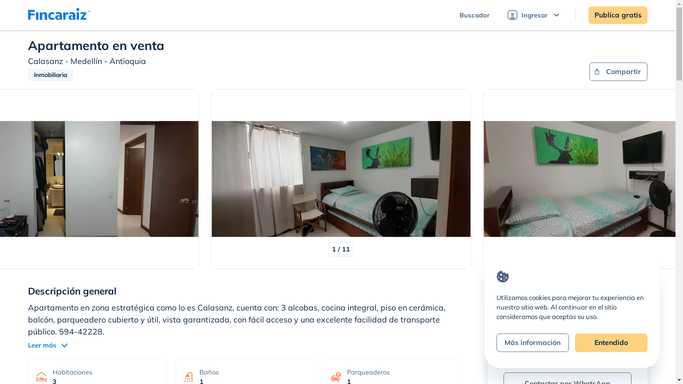 Fincaraiz
Buscador
Ingresar
Publica gratis
Apartamento en venta
Calasanz - Medellín - Antioquia
Inmobiliaria
Compartir
1 / 11
Descripción general
Apartamento en zona estratégica como lo es Calasanz, cuenta con: 3 alcobas, cocina integral, piso en cerámica,
balcón, parqueadero cubierto y útil, vista garantizada, con fácil acceso y una excelente facilidad de transporte
público. 594-42228.
Leer más
Habitaciones
3
Baños
1
Parqueaderos
1
Utilizamos cookies para mejorar tu experiencia en
nuestro sitio web. Al continuar en el sitio
consideramos que aceptas su uso.
Más información
Entendido
Contactar por WhatsApp